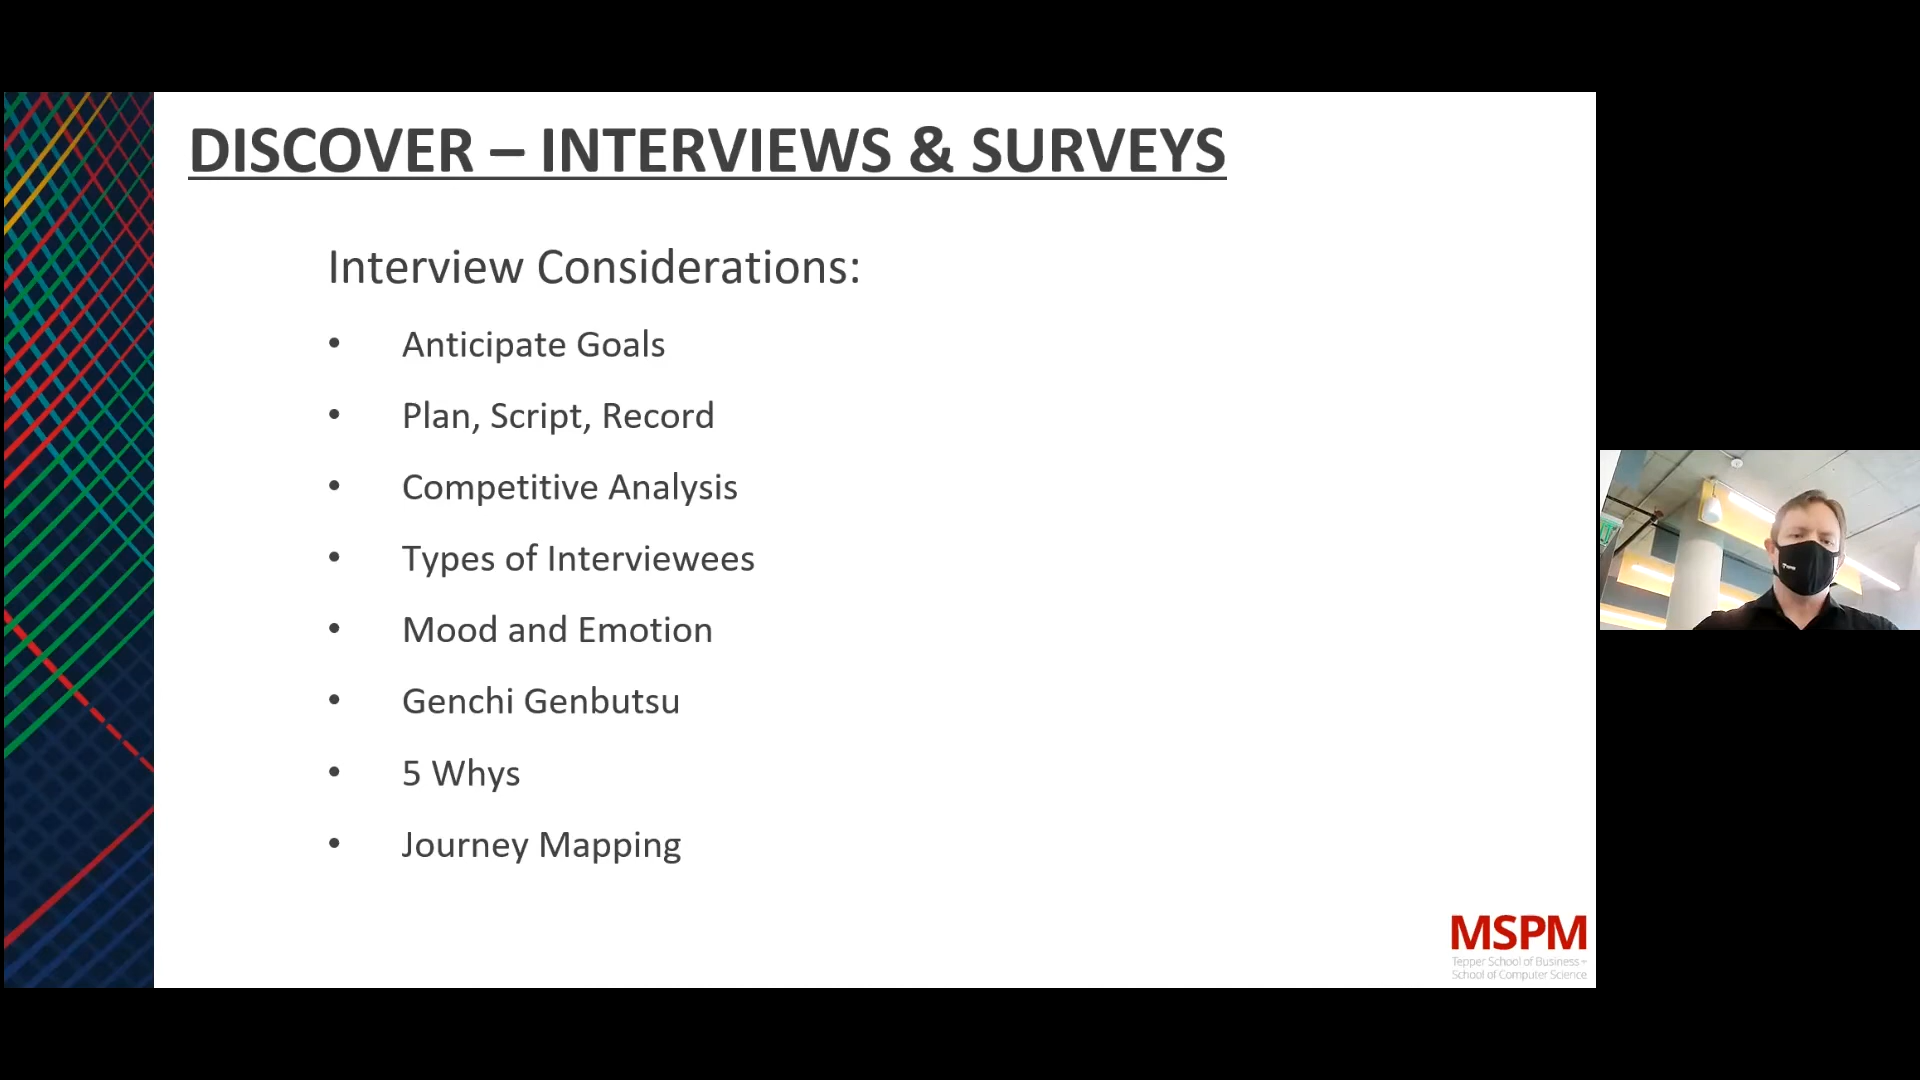 DISCOVER – INTERVIEWS & SURVEYS
Interview Considerations:
• Anticipate Goals
• Plan, Script, Record
• Competitive Analysis
• Types of Interviewees
• Mood and Emotion
• Genchi Genbutsu
• 5 Whys
• Journey Mapping
MSPM
Tepper School of Business +
School of Computer Science